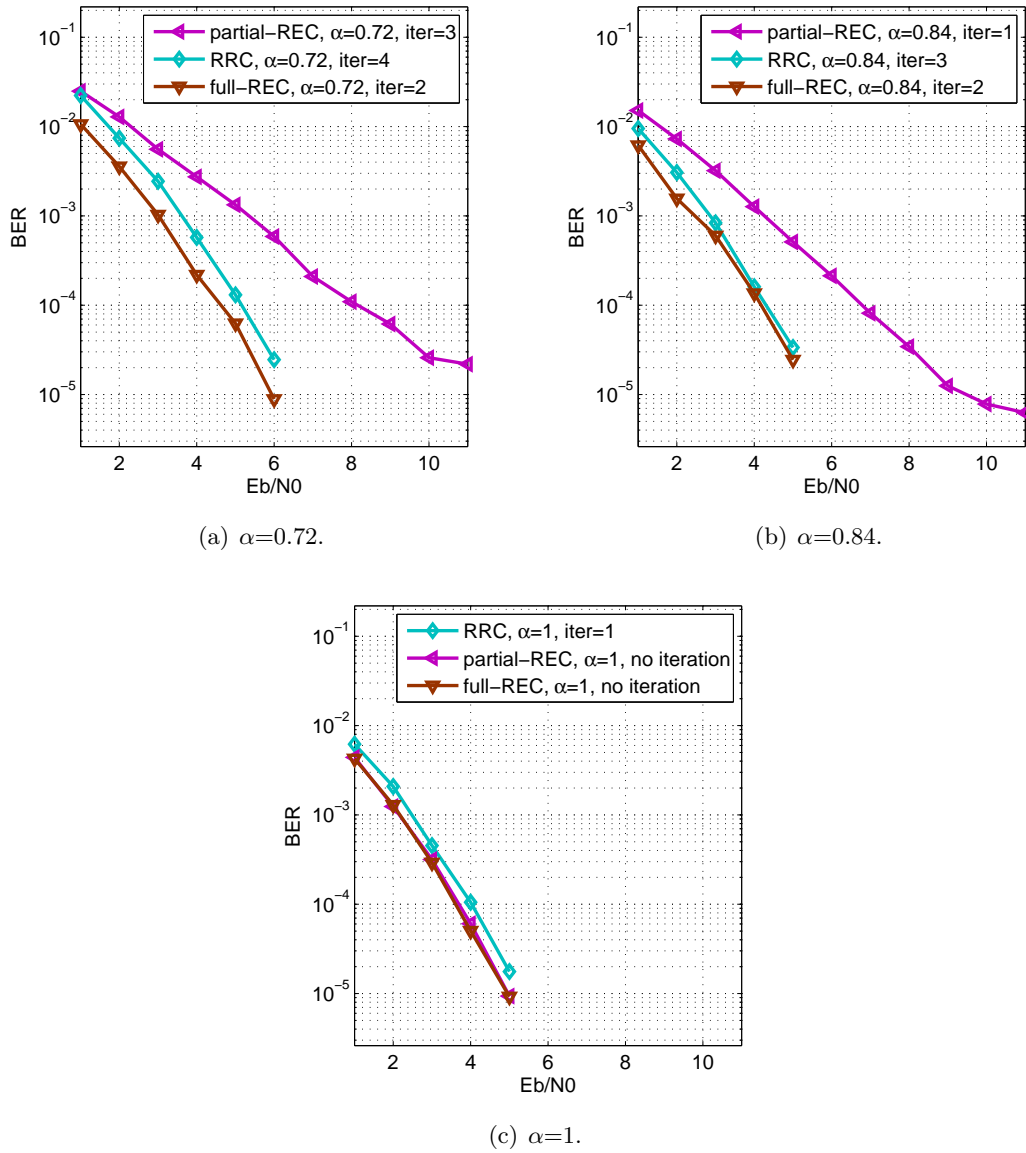 10⁻¹
10⁻²
10⁻³
10⁻⁴
10⁻⁵
BER
partial−REC, α=0.72, iter=3
RRC, α=0.72, iter=4
full−REC, α=0.72, iter=2
2 4 6 8 10
Eb/N0
(a) α=0.72.
10⁻¹
10⁻²
10⁻³
10⁻⁴
10⁻⁵
BER
partial−REC, α=0.84, iter=1
RRC, α=0.84, iter=3
full−REC, α=0.84, iter=2
2 4 6 8 10
Eb/N0
(b) α=0.84.
10⁻¹
10⁻²
10⁻³
10⁻⁴
10⁻⁵
BER
RRC, α=1, iter=1
partial−REC, α=1, no iteration
full−REC, α=1, no iteration
2 4 6 8 10
Eb/N0
(c) α=1.